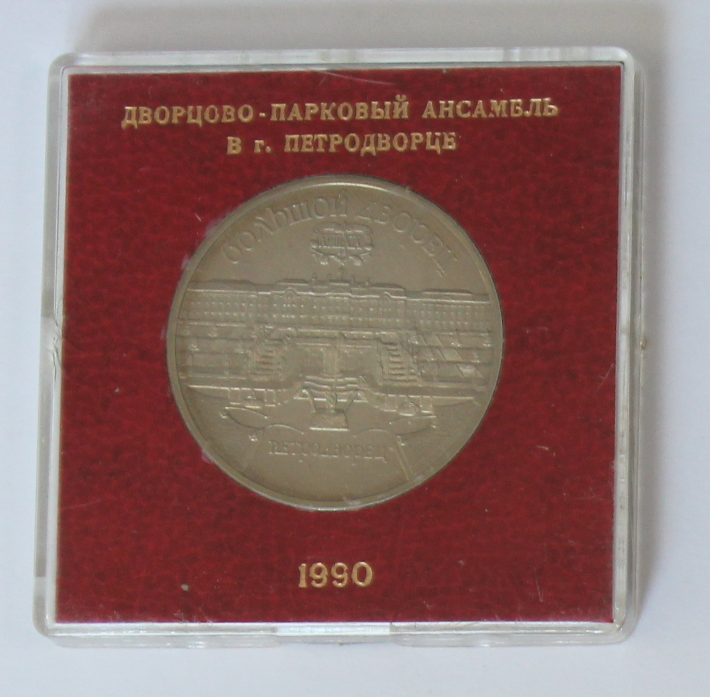 ДВОРЦОВО-ПАРКОВЫЙ АНСАМБЛЬ
В г. ПЕТРОДВОРЦЕ
БОЛЬШОЙ ДВОРЕЦ
ПЕТРОДВОРЕЦ
1990